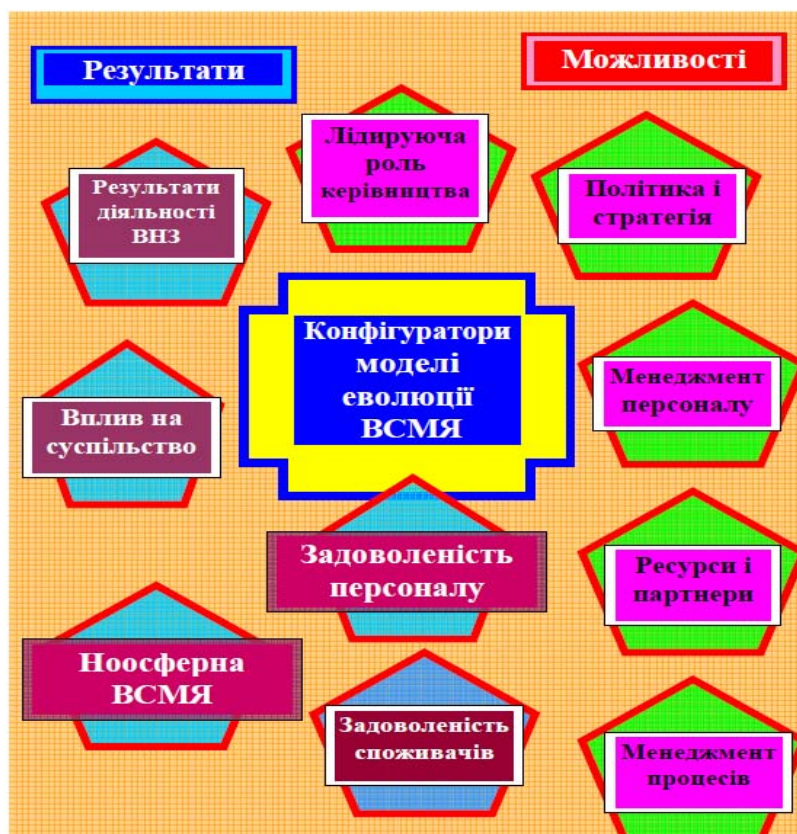 Результати
Можливості
Лідируюча
роль
керівництва
Результати
діяльності
ВНЗ
Політика і
стратегія
Конфігуратори
моделі
еволюції
ВСМЯ
Менеджмент
персоналу
Вплив на
суспільство
Задоволеність
персоналу
Ресурси і
партнери
Ноосферна
ВСМЯ
Задоволеність
споживачів
Менеджмент
процесів